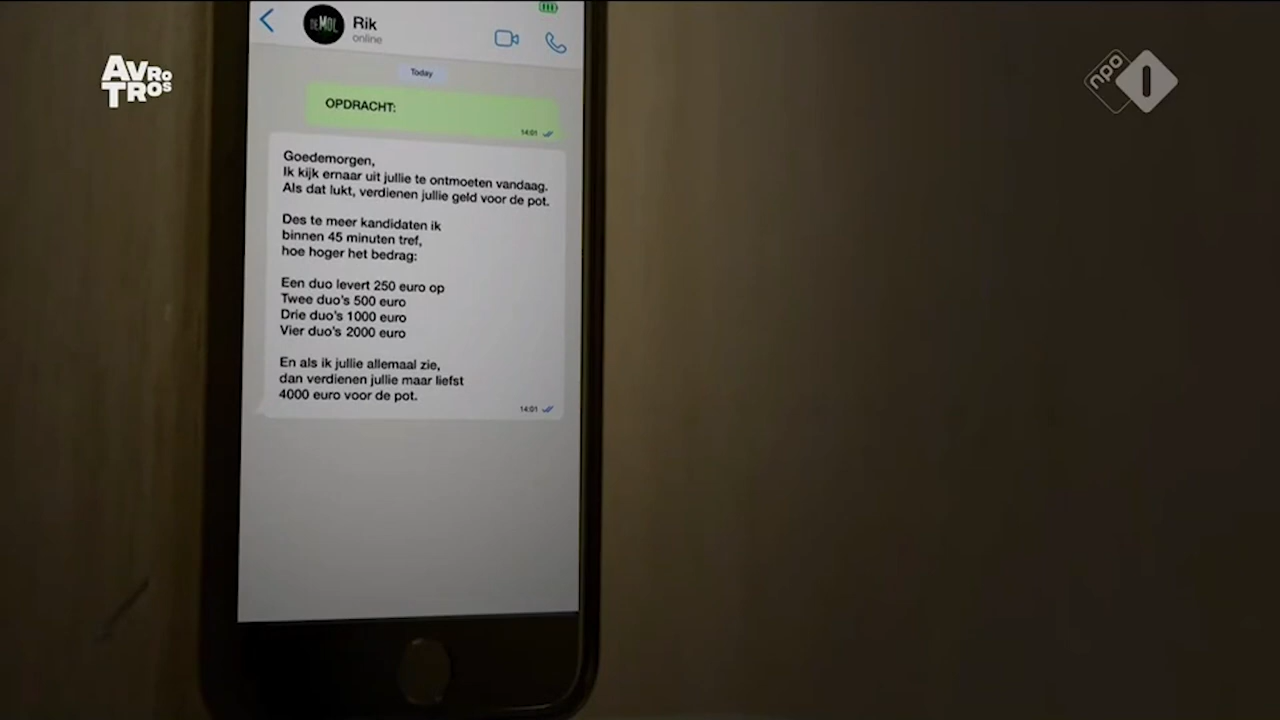 AVRO
TROS
npo 1
DE MOL
Rik
online
Today
OPDRACHT:
14:01
Goedemorgen,
Ik kijk ernaar uit jullie te ontmoeten vandaag.
Als dat lukt, verdienen jullie geld voor de pot.
Des te meer kandidaten ik
binnen 45 minuten tref,
hoe hoger het bedrag:
Een duo levert 250 euro op
Twee duo's 500 euro
Drie duo's 1000 euro
Vier duo's 2000 euro
En als ik jullie allemaal zie,
dan verdienen jullie maar liefst
4000 euro voor de pot.
14:01